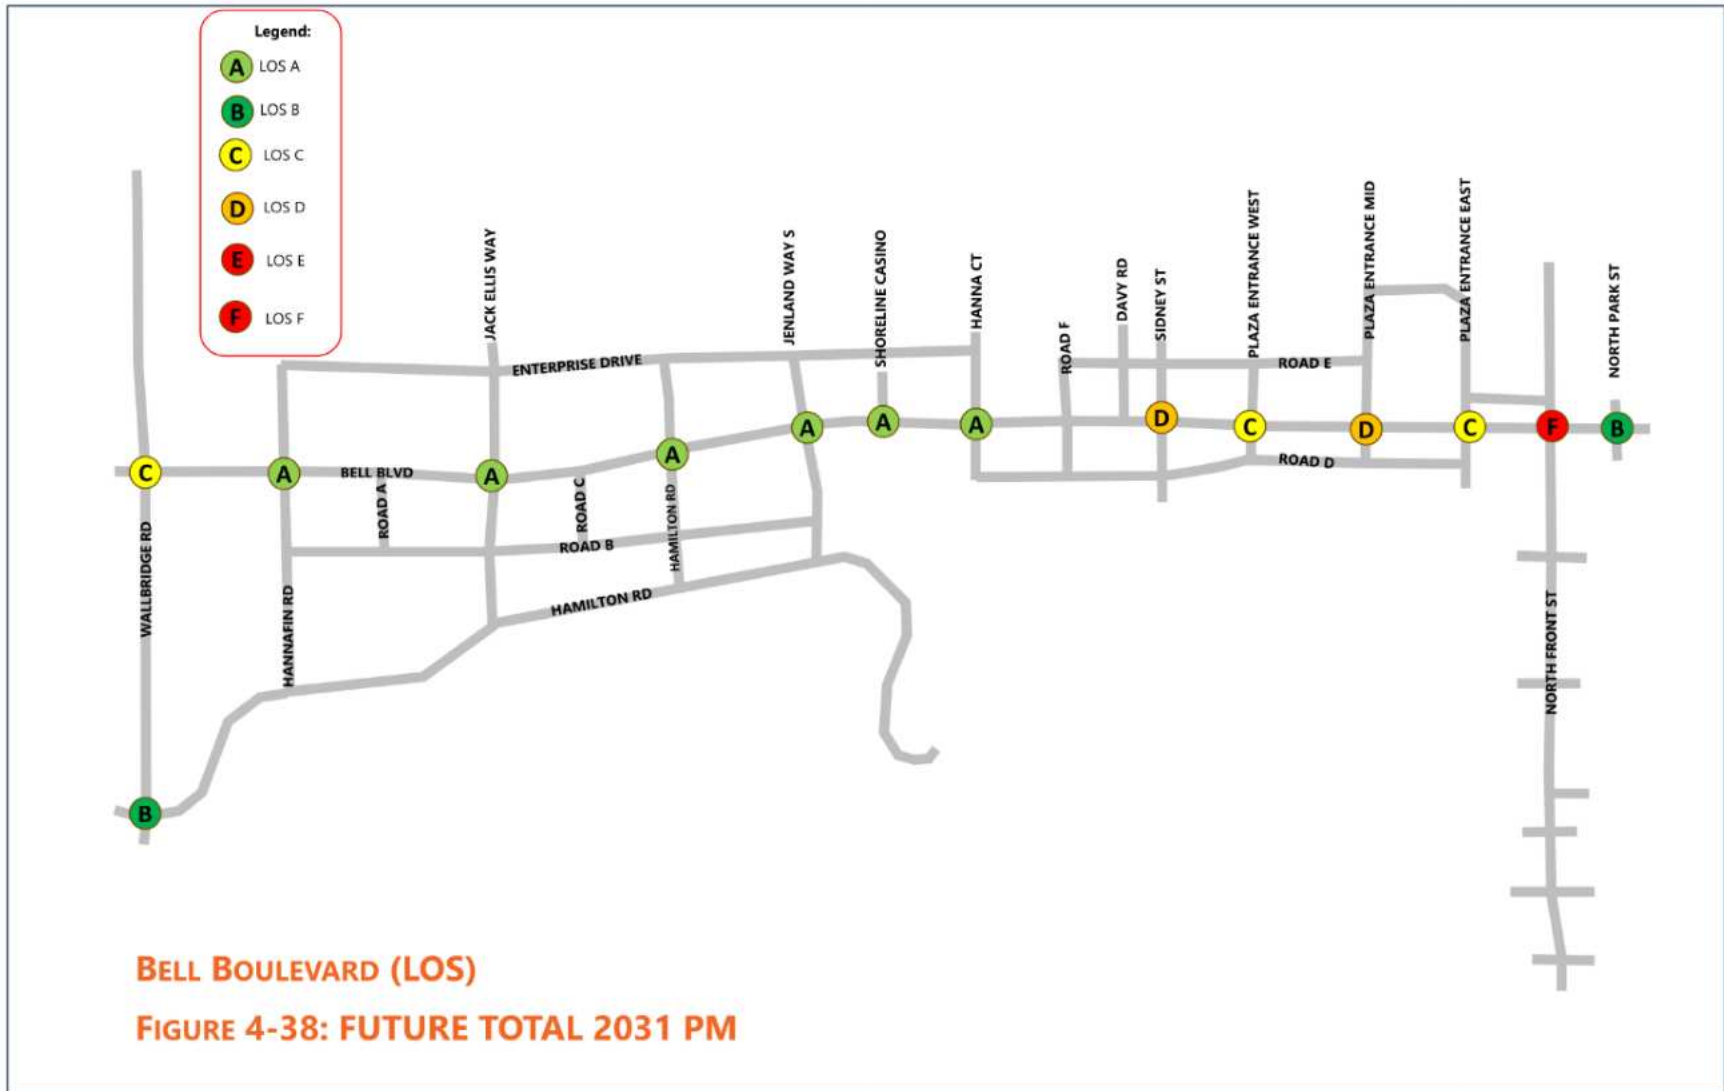 Legend:
A LOS A
B LOS B
C LOS C
D LOS D
E LOS E
F LOS F
JACK ELLIS WAY
JENLAND WAY S
SHORELINE CASINO
HANNA CT
ROAD F
DAVY RD
SIDNEY ST
PLAZA ENTRANCE WEST
PLAZA ENTRANCE MID
PLAZA ENTRANCE EAST
NORTH PARK ST
ENTERPRISE DRIVE
ROAD E
C
A
BELL BLVD
A
A
A
A
A
D
C
D
C
F
B
ROAD D
ROAD A
ROAD C
HAMILTON RD
ROAD B
WALLBRIDGE RD
HANNAFIN RD
HAMILTON RD
NORTH FRONT ST
B
BELL BOULEVARD (LOS)
FIGURE 4-38: FUTURE TOTAL 2031 PM